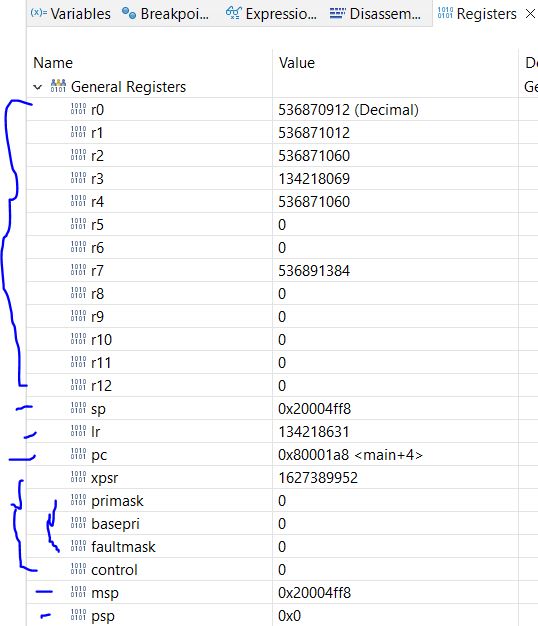 (x)= Variables Breakpoi... Expressio... Disassem... Registers
Name Value De
General Registers Ge
r0 536870912 (Decimal)
r1 536871012
r2 536871060
r3 134218069
r4 536871060
r5 0
r6 0
r7 536891384
r8 0
r9 0
r10 0
r11 0
r12 0
sp 0x20004ff8
lr 134218631
pc 0x80001a8 <main+4>
xpsr 1627389952
primask 0
basepri 0
faultmask 0
control 0
msp 0x20004ff8
psp 0x0